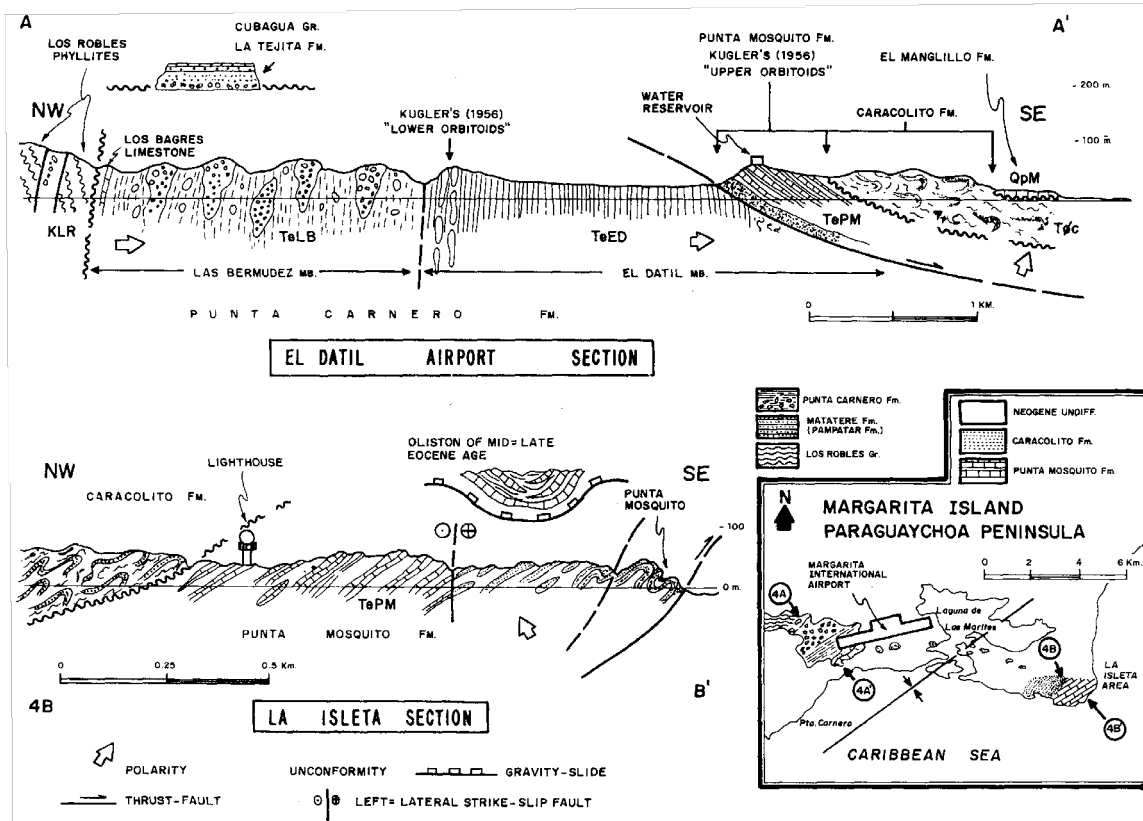 A
A'
CUBAGUA GR.
LA TEJITA FM.
LOS ROBLES
PHYLLITES
PUNTA MOSQUITO FM.
KUGLER'S (1956)
"UPPER ORBITOIDS"
EL MANGLILLO FM.
NW
SE
- 200 m.
- 100 m
WATER
RESERVOIR
CARACOLITO FM.
KUGLER'S (1956)
"LOWER ORBITOIDS"
LOS BAGRES
LIMESTONE
QpM
KLR
TeLB
TeED
TePM
Tøc
LAS BERMUDEZ MB.
EL DATIL MB.
PUNTA CARNERO FM.
0 1 KM.
EL DATIL AIRPORT SECTION
NW
SE
LIGHTHOUSE
CARACOLITO FM.
OLISTON OF MID=LATE
EOCENE AGE
PUNTA
MOSQUITO
- 100
- 0 m.
TePM
PUNTA MOSQUITO FM.
0 0.25 0.5 Km.
4B
B'
LA ISLETA SECTION
POLARITY
THRUST-FAULT
UNCONFORMITY
GRAVITY-SLIDE
LEFT= LATERAL STRIKE-SLIP FAULT
PUNTA CARNERO Fm.
MATATERE Fm.
(PAMPATAR Fm.)
LOS ROBLES Gr.
NEOGENE UNDIFF.
CARACOLITO Fm.
PUNTA MOSQUITO Fm.
N
MARGARITA ISLAND
PARAGUAYCHOA PENINSULA
0 2 4 6 Km.
MARGARITA
INTERNATIONAL
AIRPORT
Laguna de
Las Marites
4A
4A'
4B
4B'
LA
ISLETA
AREA
Pta. Carnero
CARIBBEAN SEA